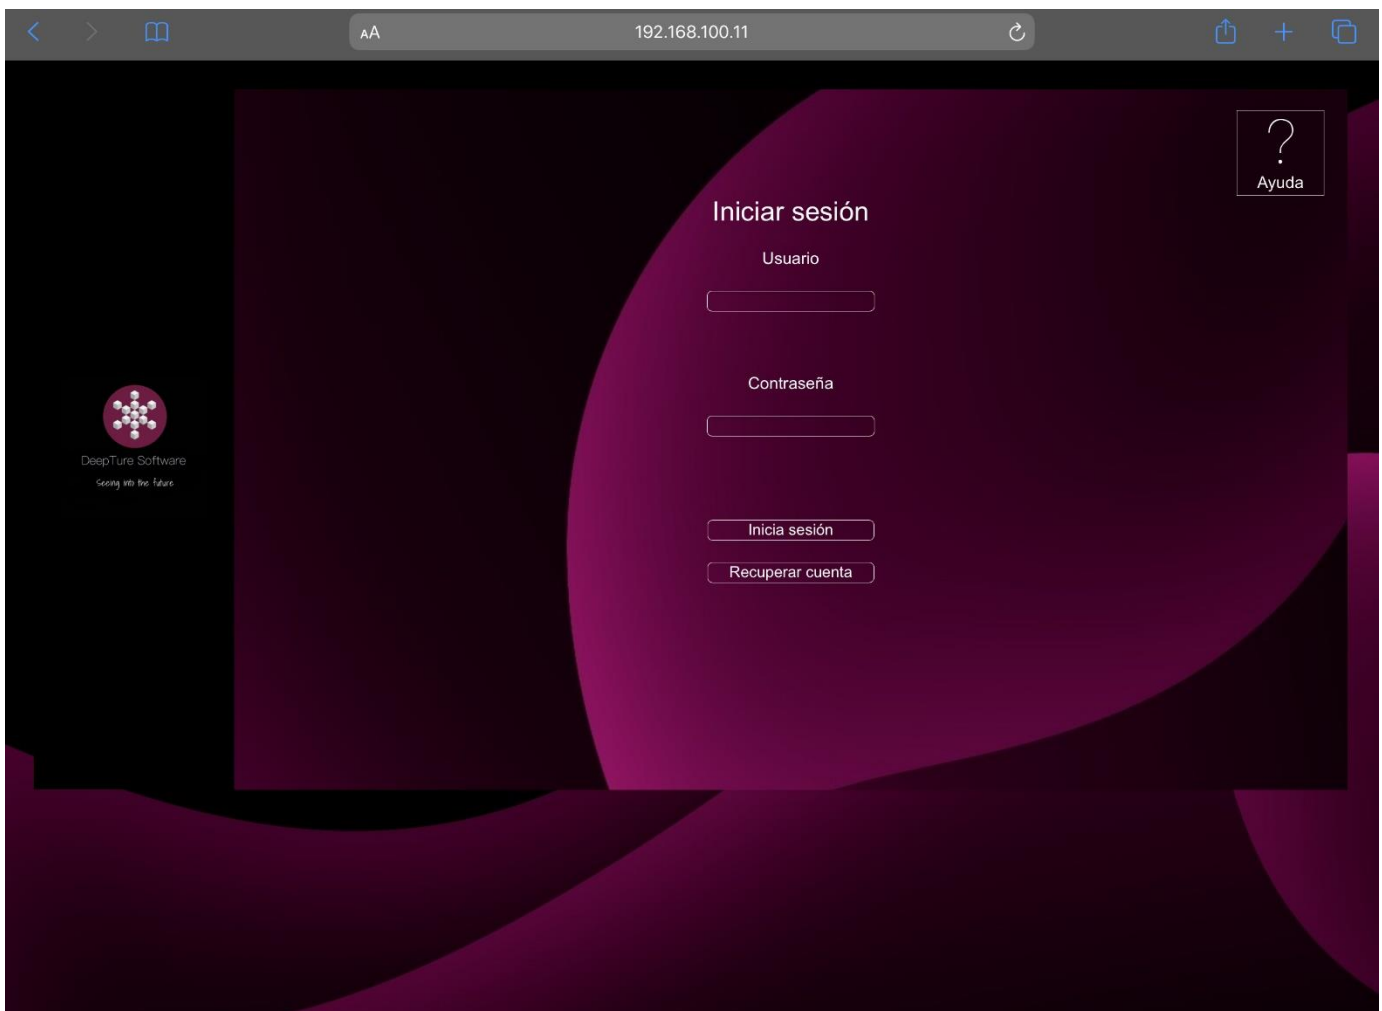 AA
192.168.100.11
?
Ayuda
Iniciar sesión
Usuario
Contraseña
DeepTure Software
Seeing into the future
Inicia sesión
Recuperar cuenta